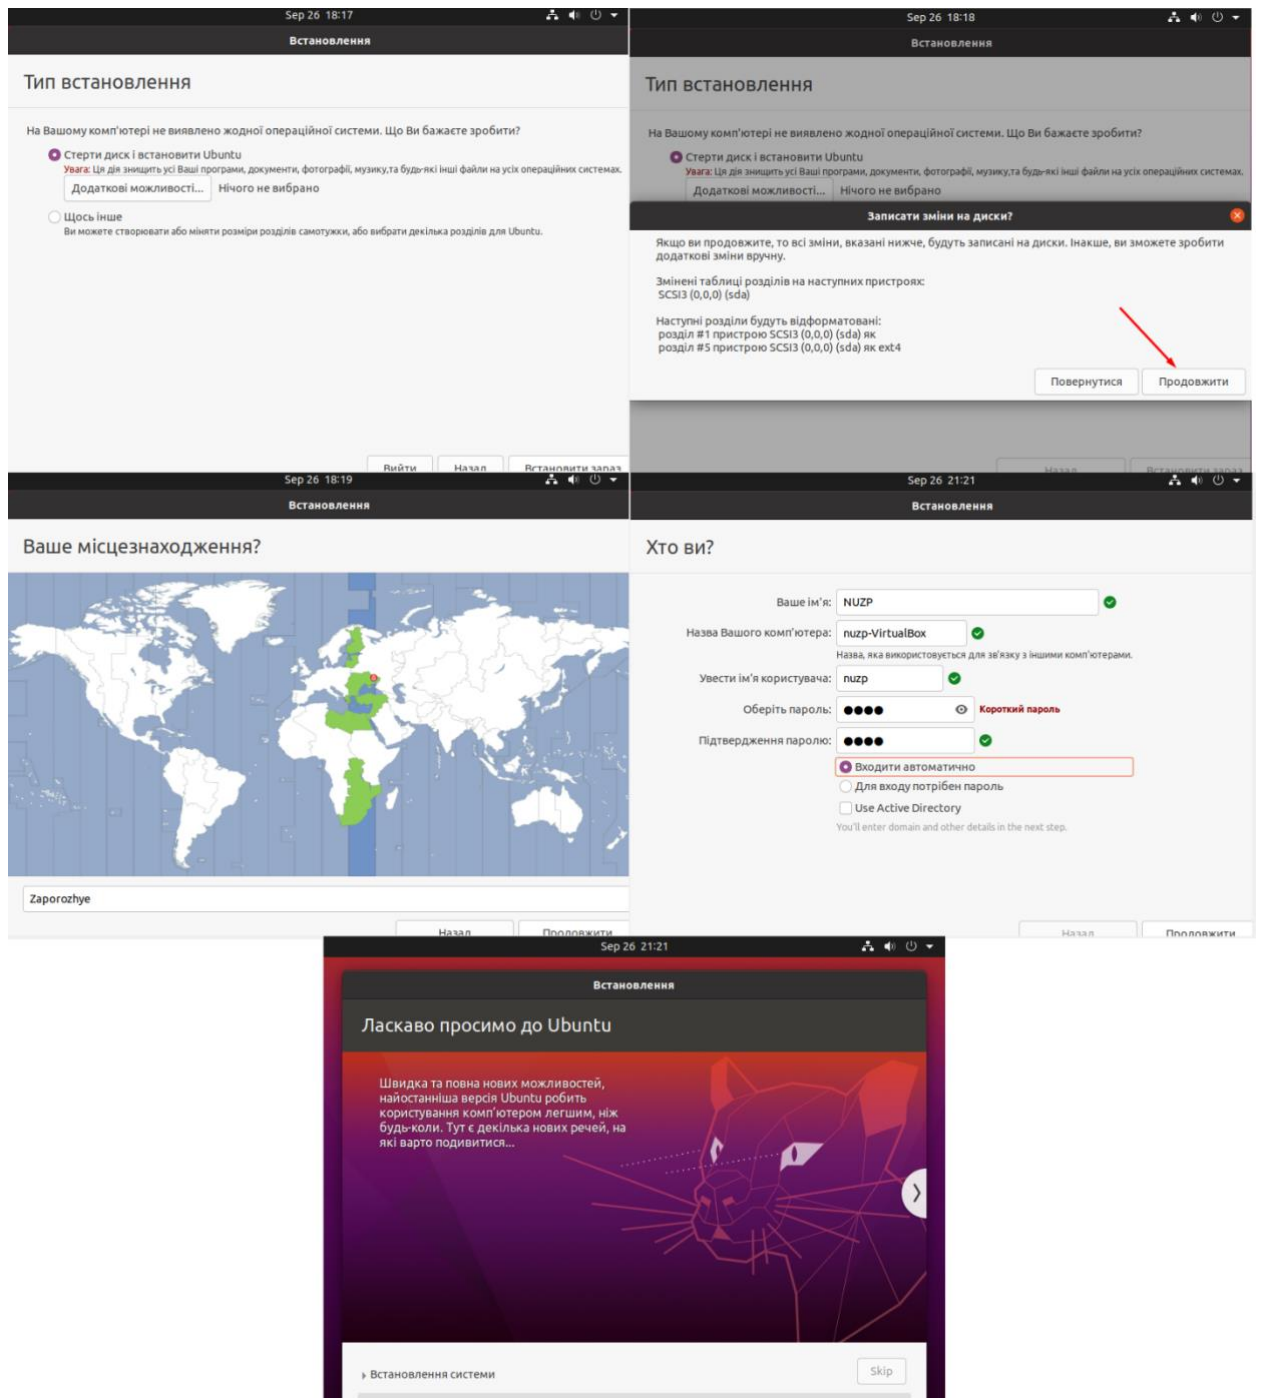 Sep 26 18:17
Встановлення
Тип встановлення
На Вашому комп'ютері не виявлено жодної операційної системи. Що Ви бажаєте зробити?
Стерти диск і встановити Ubuntu
Увага: Ця дія знищить усі Ваші програми, документи, фотографії, музику,та будь-які інші файли на усіх операційних системах.
Додаткові можливості... Нічого не вибрано
Щось інше
Ви можете створювати або міняти розміри розділів самотужки, або вибрати декілька розділів для Ubuntu.
Вийти Назад Встановити зараз
Sep 26 18:18
Встановлення
Тип встановлення
На Вашому комп'ютері не виявлено жодної операційної системи. Що Ви бажаєте зробити?
Стерти диск і встановити Ubuntu
Увага: Ця дія знищить усі Ваші програми, документи, фотографії, музику,та будь-які інші файли на усіх операційних системах.
Додаткові можливості... Нічого не вибрано
Записати зміни на диски?
Якщо ви продовжите, то всі зміни, вказані нижче, будуть записані на диски. Інакше, ви зможете зробити
додаткові зміни вручну.
Змінені таблиці розділів на наступних пристроях:
SCSI3 (0,0,0) (sda)
Наступні розділи будуть відформатовані:
розділ #1 пристрою SCSI3 (0,0,0) (sda) як
розділ #5 пристрою SCSI3 (0,0,0) (sda) як ext4
Повернутися Продовжити
Назад Встановити зараз
Sep 26 18:19
Встановлення
Ваше місцезнаходження?
Zaporozhye
Назад Продовжити
Sep 26 21:21
Встановлення
Хто ви?
Ваше ім'я: NUZP
Назва Вашого комп'ютера: nuzp-VirtualBox
Назва, яка використовується для зв'язку з іншими комп'ютерами.
Увести ім'я користувача: nuzp
Оберіть пароль: ●●●● Короткий пароль
Підтвердження паролю: ●●●●
Входити автоматично
Для входу потрібен пароль
Use Active Directory
You'll enter domain and other details in the next step.
Назад Продовжити
Sep 26 21:21
Встановлення
Ласкаво просимо до Ubuntu
Швидка та повна нових можливостей,
найостанніша версія Ubuntu робить
користування комп'ютером легшим, ніж
будь-коли. Тут є декілька нових речей, на
які варто подивитися...
Встановлення системи Skip